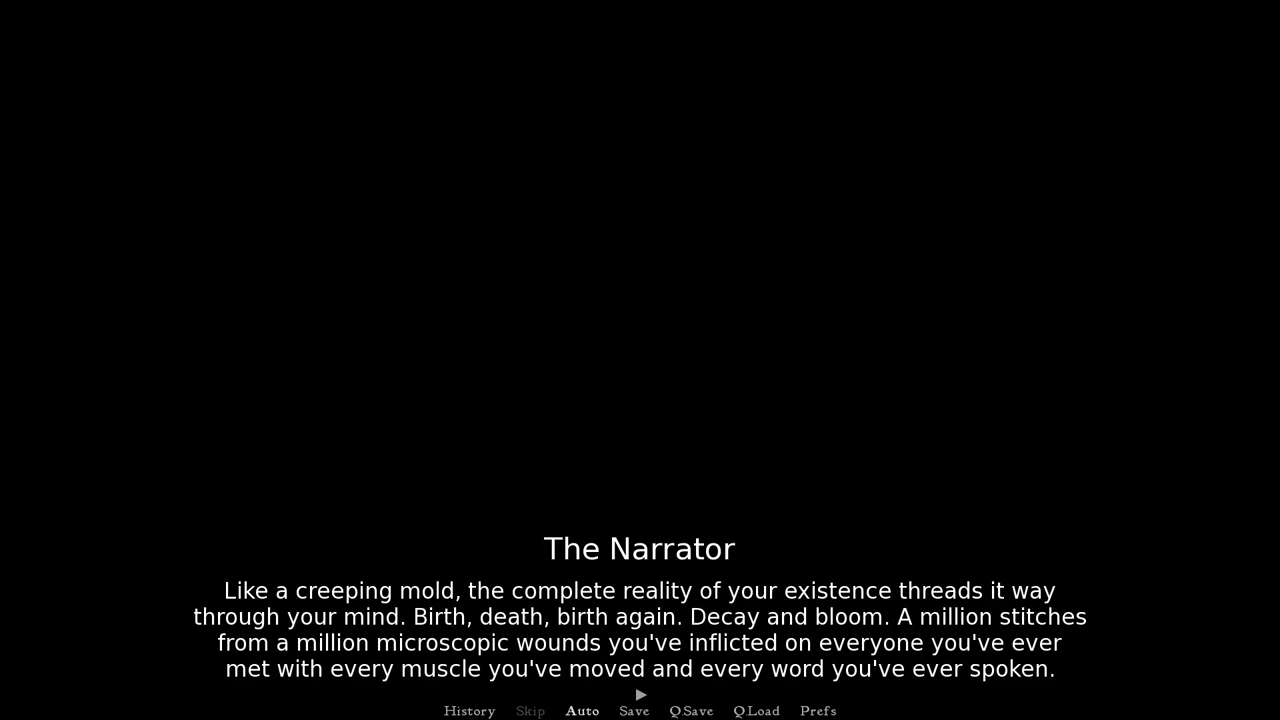 The Narrator
Like a creeping mold, the complete reality of your existence threads it way
through your mind. Birth, death, birth again. Decay and bloom. A million stitches
from a million microscopic wounds you've inflicted on everyone you've ever
met with every muscle you've moved and every word you've ever spoken.
History Skip Auto Save Q.Save Q.Load Prefs